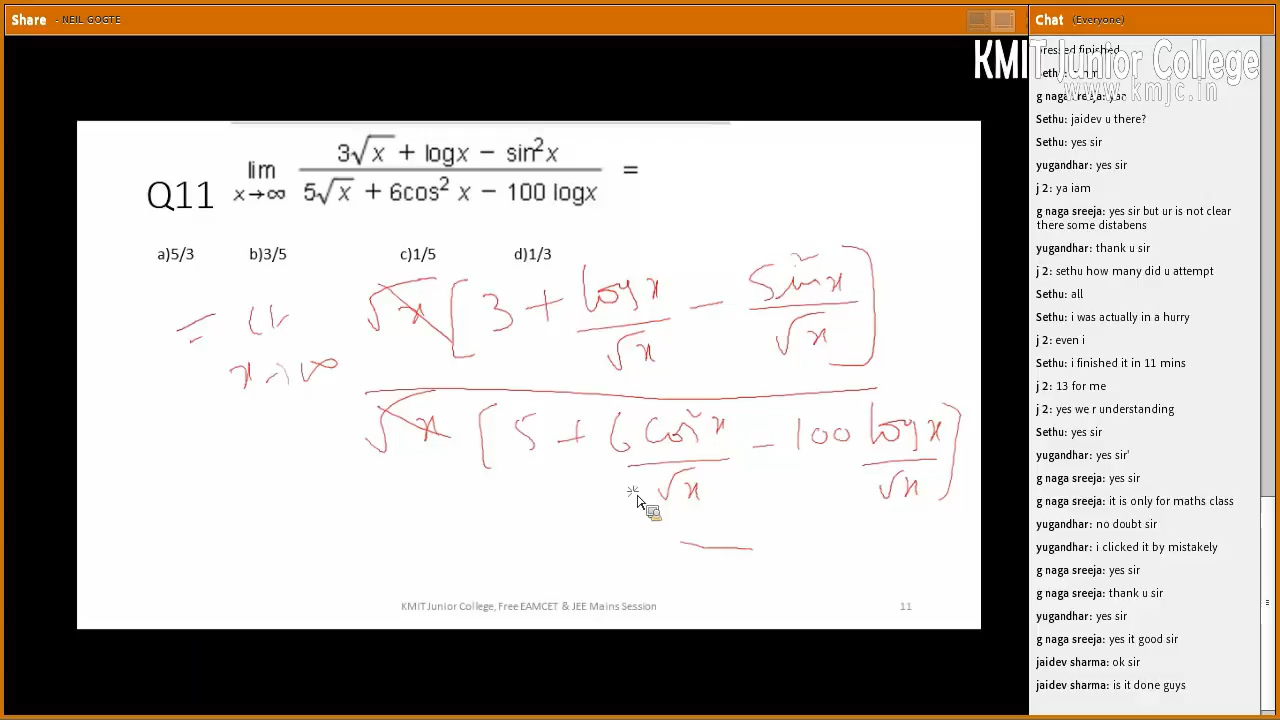 Share - NEIL GOGTE
Q11 lim x→∞ 3√x + logx − sin²x / 5√x + 6cos² x − 100 logx =
a)5/3 b)3/5 c)1/5 d)1/3
= Lt x→∞ √x [3 + log x/√x − sin²x/√x]
√x [5 + 6 cos²x/√x − 100 log x/√x]
KMIT Junior College, Free EAMCET & JEE Mains Session 11
Chat (Everyone)
KMIT Junior College
www.kmjc.in
pressed finished
g naga sreeja:
Sethu: jaidev u there?
Sethu: yes sir
yugandhar: yes sir
j 2: ya iam
g naga sreeja: yes sir but ur is not clear
there some distabens
yugandhar: thank u sir
j 2: sethu how many did u attempt
Sethu: all
Sethu: i was actually in a hurry
j 2: even i
Sethu: i finished it in 11 mins
j 2: 13 for me
j 2: yes we r understanding
Sethu: yes sir
yugandhar: yes sir'
g naga sreeja: yes sir
g naga sreeja: it is only for maths class
yugandhar: no doubt sir
yugandhar: i clicked it by mistakely
g naga sreeja: yes sir
g naga sreeja: thank u sir
yugandhar: yes sir
g naga sreeja: yes it good sir
jaidev sharma: ok sir
jaidev sharma: is it done guys